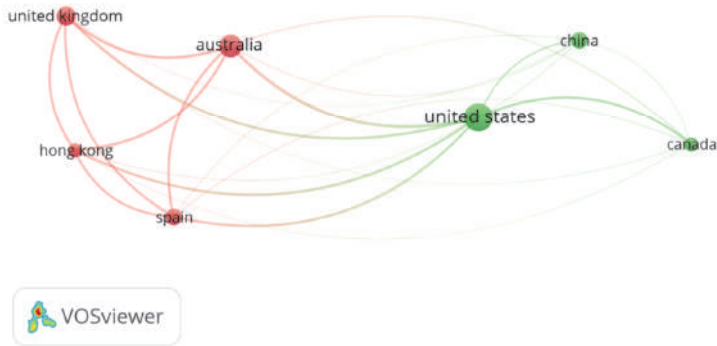 united kingdom
australia
china
united states
hong kong
canada
spain
VOSviewer